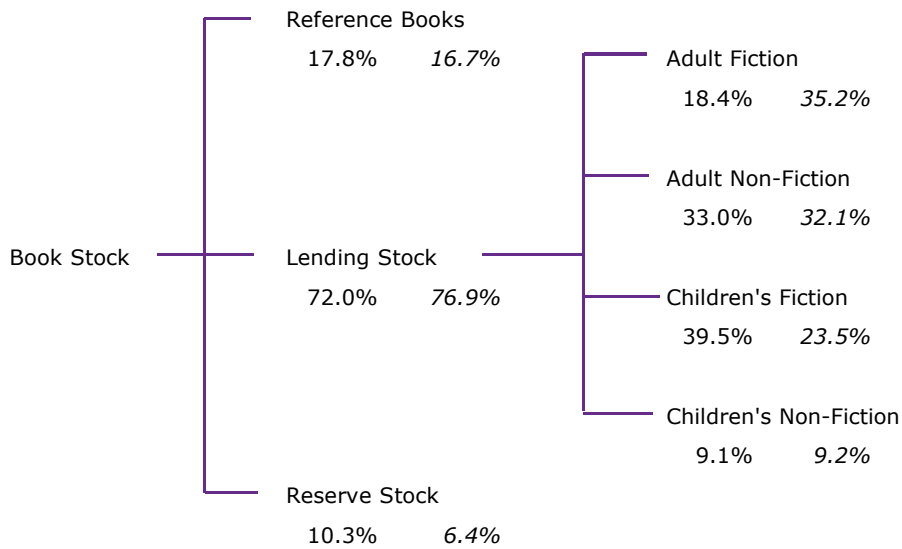 Reference Books
17.8% 16.7%
Adult Fiction
18.4% 35.2%
Adult Non-Fiction
33.0% 32.1%
Book Stock
Lending Stock
72.0% 76.9%
Children's Fiction
39.5% 23.5%
Children's Non-Fiction
9.1% 9.2%
Reserve Stock
10.3% 6.4%